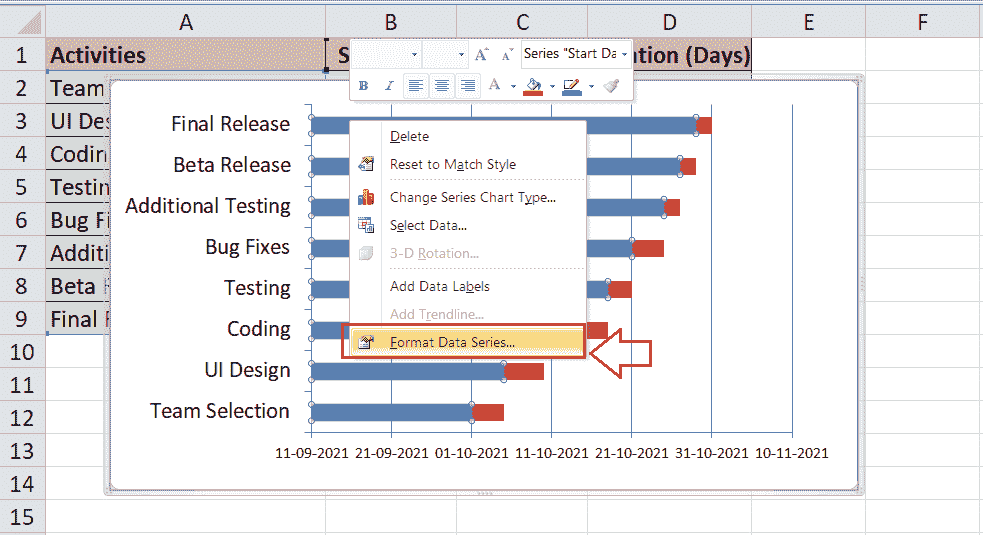 A B C D E F
1 Activities S Series "Start Da ation (Days)
A A
B I A
2 Team
3 UI Des
4 Coding
5 Testin
6 Bug Fi
7 Additi
8 Beta
9 Final
10
11
12
13
14
15
Final Release
Beta Release
Additional Testing
Bug Fixes
Testing
Coding
UI Design
Team Selection
11-09-2021 21-09-2021 01-10-2021 11-10-2021 21-10-2021 31-10-2021 10-11-2021
Delete
Reset to Match Style
Change Series Chart Type...
Select Data...
3-D Rotation...
Add Data Labels
Add Trendline...
Format Data Series...